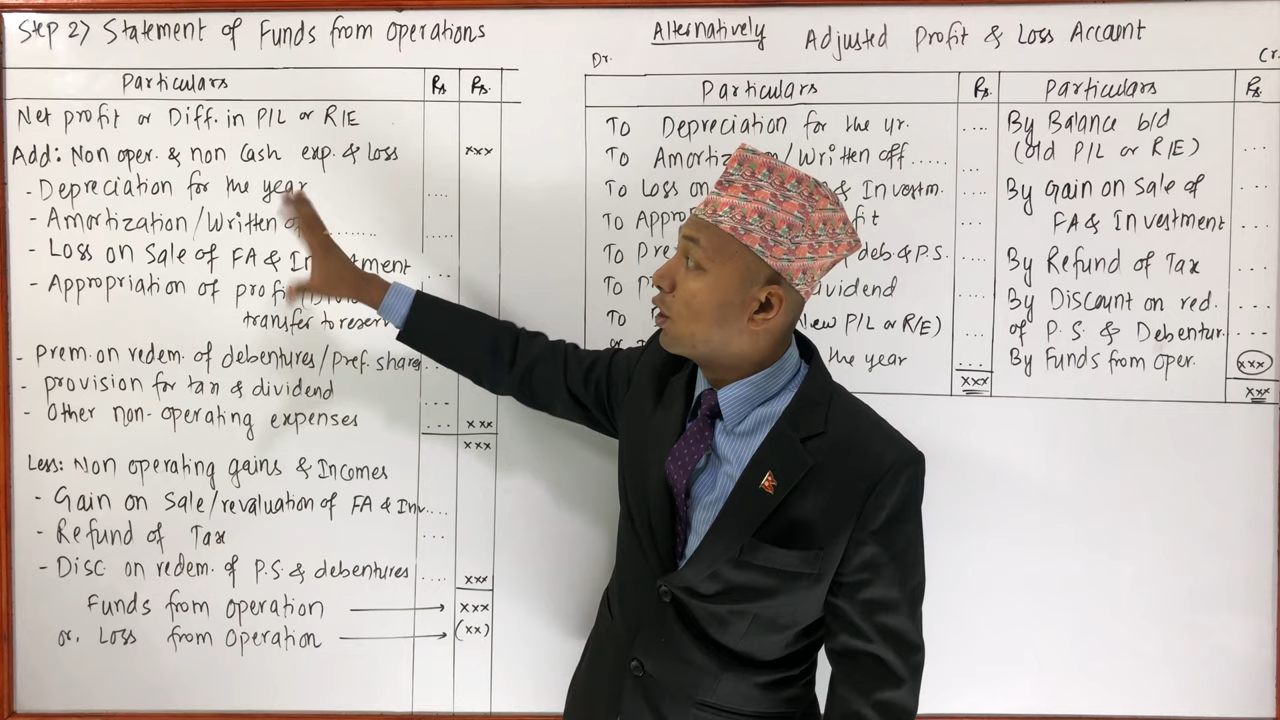 Step 2) Statement of Funds from Operations
Particulars Rs. Rs.
Net profit or Diff. in P/L or R/E
Add: Non oper. & non cash exp. & Loss xxx
- Depreciation for the year ....
- Amortization/Written ........ ....
- Loss on Sale of FA & In ment ...
- Appropriation of profi
transfer to reser
- Prem. on redem. of debentures/pref. share ...
- provision for tax & dividend ...
- Other non-operating expenses ... xxx
xxx
Less: Non operating gains & Incomes
- Gain on Sale/revaluation of FA & Inv. ....
- Refund of Tax ...
- Disc. on redem. of P.S. & debentures .... xxx
Funds from operation xxx
or, Loss from operation (xx)
Alternatively Adjusted Profit & Loss Account
Dr. Cr.
Particulars Rs. Particulars Rs.
To Depreciation for the yr. ....
To Amortiz /Written off ..... ...
To Loss on & Investm. ...
To Appro fit ...
To Pre deb. & P.S. ...
To P ividend ....
To New P/L or R/E) ...
or the year ...
xxx
By Balance b/d
(old P/L or R/E) ...
By Gain on Sale of
FA & Investment ...
By Refund of Tax ...
By Discount on red. ...
of P.S. & Debentur. ...
By Funds from oper. xxx
xxx